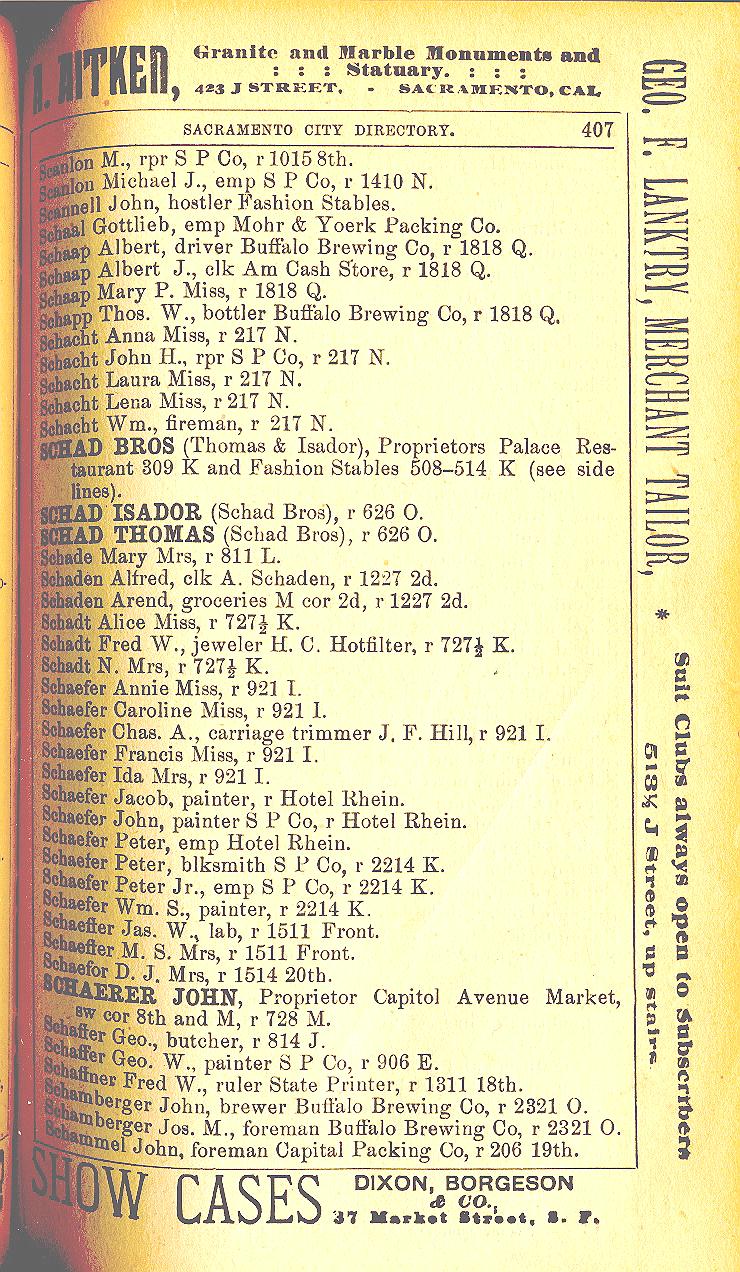 A. AITKEN,
Granite and Marble Monuments and
: : : Statuary. : : :
423 J STREET, - SACRAMENTO, CAL.
SACRAMENTO CITY DIRECTORY. 407
Scanlon M., rpr S P Co, r 1015 8th.
Scanlon Michael J., emp S P Co, r 1410 N.
Scannell John, hostler Fashion Stables.
Schaal Gottlieb, emp Mohr & Yoerk Packing Co.
Schaap Albert, driver Buffalo Brewing Co, r 1818 Q.
Schaap Albert J., clk Am Cash Store, r 1818 Q.
Schaap Mary P. Miss, r 1818 Q.
Schapp Thos. W., bottler Buffalo Brewing Co, r 1818 Q.
Schacht Anna Miss, r 217 N.
Schacht John H., rpr S P Co, r 217 N.
Schacht Laura Miss, r 217 N.
Schacht Lena Miss, r 217 N.
Schacht Wm., fireman, r 217 N.
SCHAD BROS (Thomas & Isador), Proprietors Palace Res-
taurant 309 K and Fashion Stables 508–514 K (see side
lines).
SCHAD ISADOR (Schad Bros), r 626 O.
SCHAD THOMAS (Schad Bros), r 626 O.
Schade Mary Mrs, r 811 L.
Schaden Alfred, clk A. Schaden, r 1227 2d.
Schaden Arend, groceries M cor 2d, r 1227 2d.
Schadt Alice Miss, r 727½ K.
Schadt Fred W., jeweler H. C. Hotfilter, r 727½ K.
Schadt N. Mrs, r 727½ K.
Schaefer Annie Miss, r 921 I.
Schaefer Caroline Miss, r 921 I.
Schaefer Chas. A., carriage trimmer J. F. Hill, r 921 I.
Schaefer Francis Miss, r 921 I.
Schaefer Ida Mrs, r 921 I.
Schaefer Jacob, painter, r Hotel Rhein.
Schaefer John, painter S P Co, r Hotel Rhein.
Schaefer Peter, emp Hotel Rhein.
Schaefer Peter, blksmith S P Co, r 2214 K.
Schaefer Peter Jr., emp S P Co, r 2214 K.
Schaefer Wm. S., painter, r 2214 K.
Schaeffer Jas. W., lab, r 1511 Front.
Schaeffer M. S. Mrs, r 1511 Front.
Schaefor D. J. Mrs, r 1514 20th.
SCHAERER JOHN, Proprietor Capitol Avenue Market,
sw cor 8th and M, r 728 M.
Schaffer Geo., butcher, r 814 J.
Schaffer Geo. W., painter S P Co, r 906 E.
Schaffner Fred W., ruler State Printer, r 1311 18th.
Schamberger John, brewer Buffalo Brewing Co, r 2321 O.
Schamberger Jos. M., foreman Buffalo Brewing Co, r 2321 O.
Schammel John, foreman Capital Packing Co, r 206 19th.
SHOW CASES
DIXON, BORGESON
& CO.,
37 Market Street, S. F.
GEO. F. LANKTRY, MERCHANT TAILOR, *
Suit Clubs always open to Subscribers
513½ J Street, up stairs.